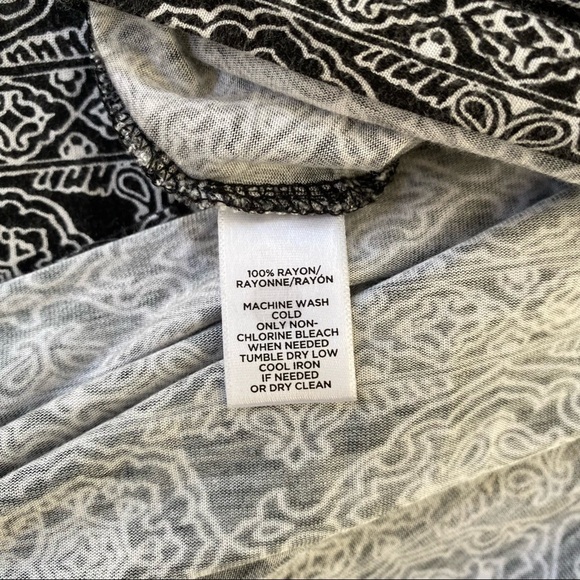 100% RAYON/
RAYONNE/RAYÓN
MACHINE WASH
COLD
ONLY NON-
CHLORINE BLEACH
WHEN NEEDED
TUMBLE DRY LOW
COOL IRON
IF NEEDED
OR DRY CLEAN